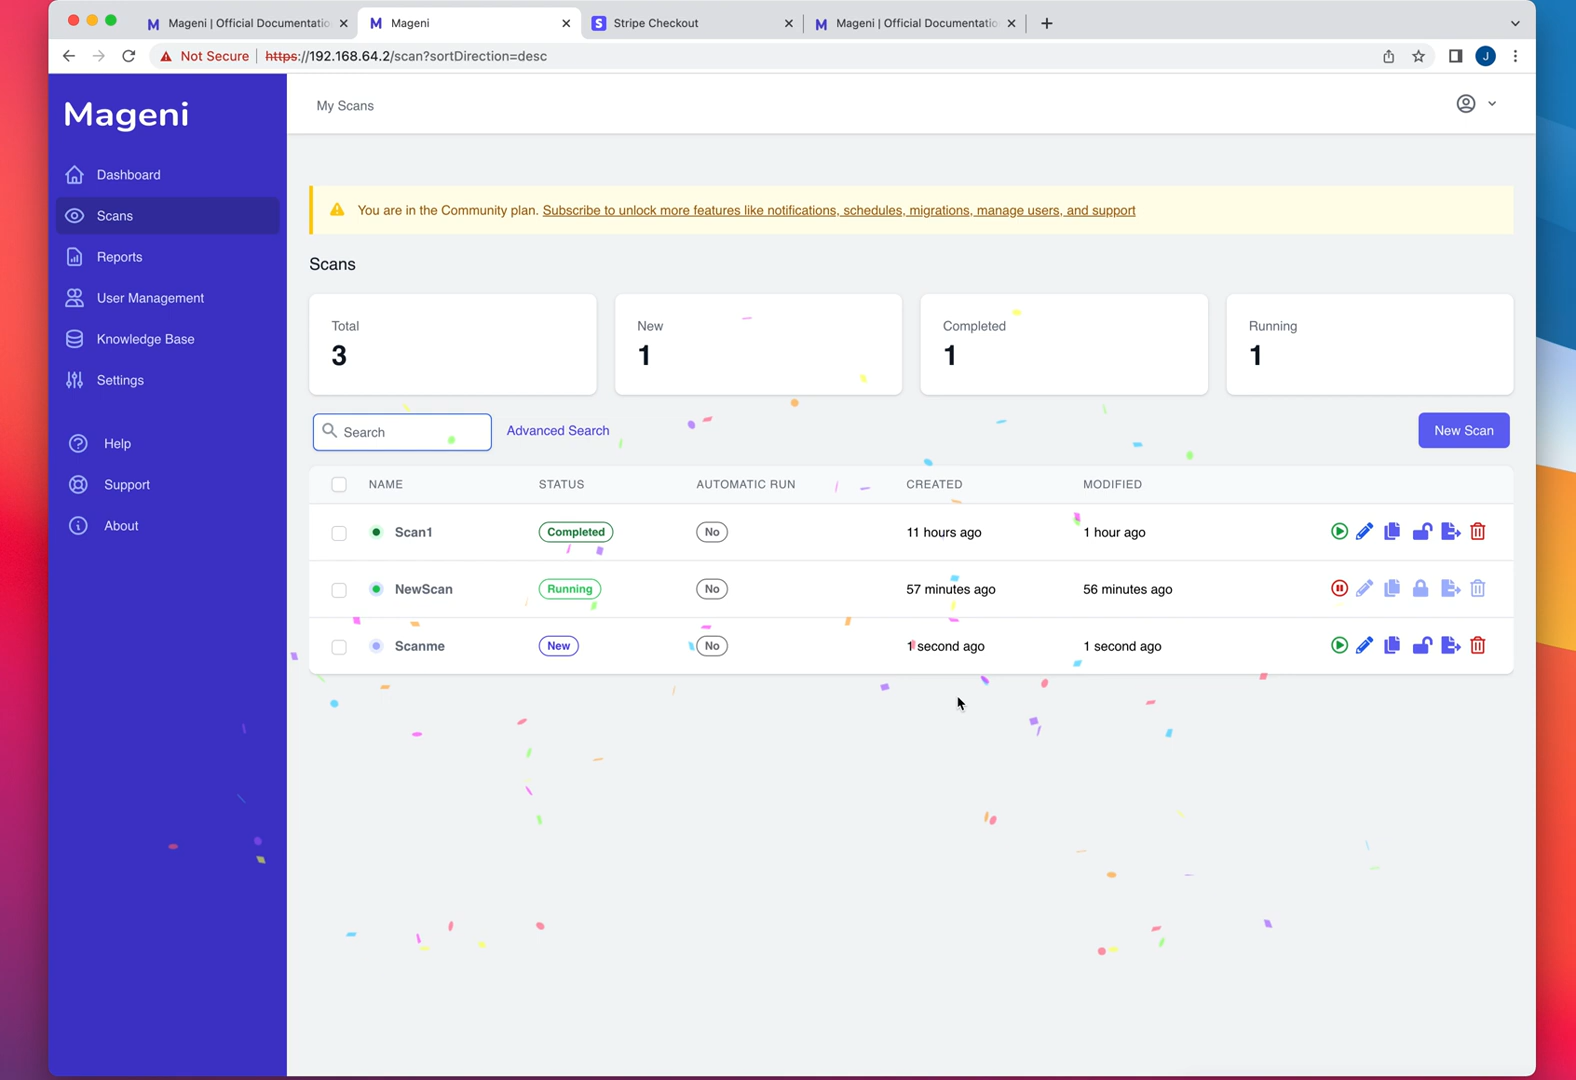 Mageni | Official Documentatio
Mageni
Stripe Checkout
Mageni | Official Documentatio
Not Secure
https://192.168.64.2/scan?sortDirection=desc
J
Mageni
Dashboard
Scans
Reports
User Management
Knowledge Base
Settings
Help
Support
About
My Scans
You are in the Community plan. Subscribe to unlock more features like notifications, schedules, migrations, manage users, and support
Scans
Total
3
New
1
Completed
1
Running
1
Search
Advanced Search
New Scan
NAME STATUS AUTOMATIC RUN CREATED MODIFIED
Scan1 Completed No 11 hours ago 1 hour ago
NewScan Running No 57 minutes ago 56 minutes ago
Scanme New No 1 second ago 1 second ago